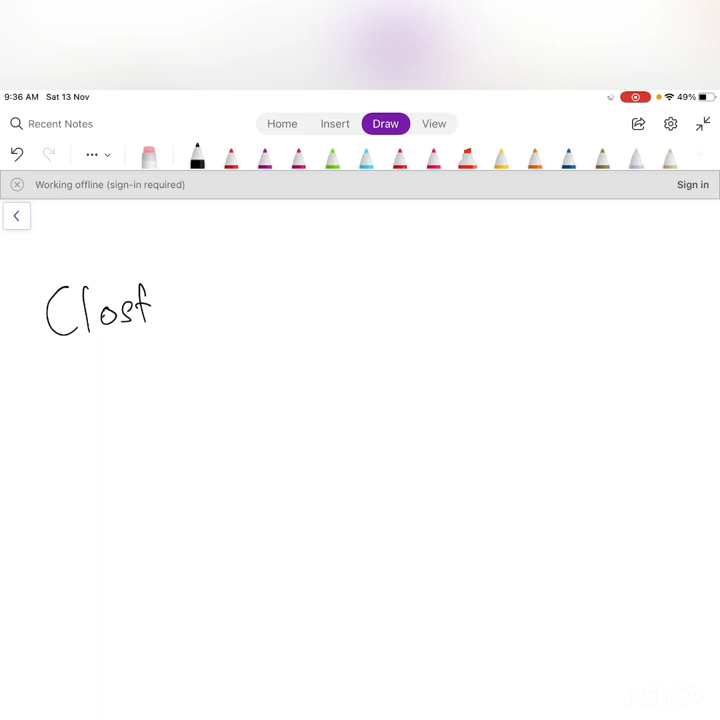 9:36 AM Sat 13 Nov 49%
Recent Notes Home Insert Draw View
Working offline (sign-in required) Sign in
Clost